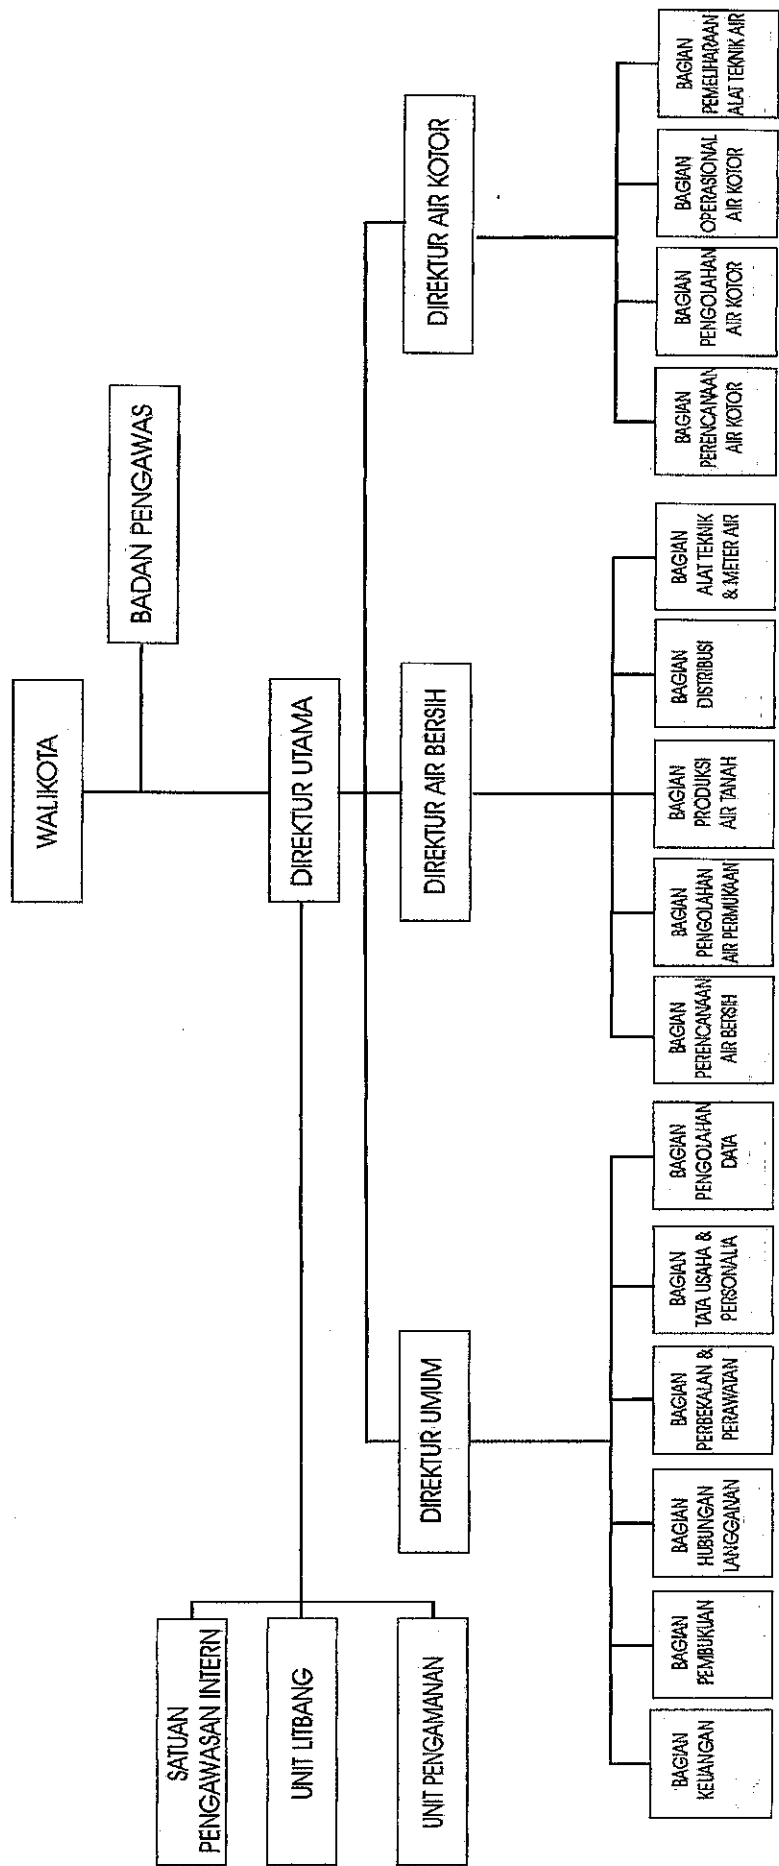 WALIKOTA
BADAN PENGAWAS
DIREKTUR UTAMA
SATUAN
PENGAWASAN INTERN
UNIT LITBANG
UNIT PENGAMANAN
DIREKTUR UMUM
DIREKTUR AIR BERSIH
DIREKTUR AIR KOTOR
BAGIAN
KEUANGAN
BAGIAN
PEMBUKUAN
BAGIAN
HUBUNGAN
LANGGANAN
BAGIAN
PERBEKALAN &
PERAWATAN
BAGIAN
TATA USAHA &
PERSONALIA
BAGIAN
PENGOLAHAN
DATA
BAGIAN
PERENCANAAN
AIR BERSIH
BAGIAN
PENGOLAHAN
AIR PERMUKAAN
BAGIAN
PRODUKSI
AIR TANAH
BAGIAN
DISTRIBUSI
BAGIAN
ALAT TEKNIK
& METER AIR
BAGIAN
PERENCANAAN
AIR KOTOR
BAGIAN
PENGOLAHAN
AIR KOTOR
BAGIAN
OPERASIONAL
AIR KOTOR
BAGIAN
PEMELIHARAAN
ALAT TEKNIK AIR